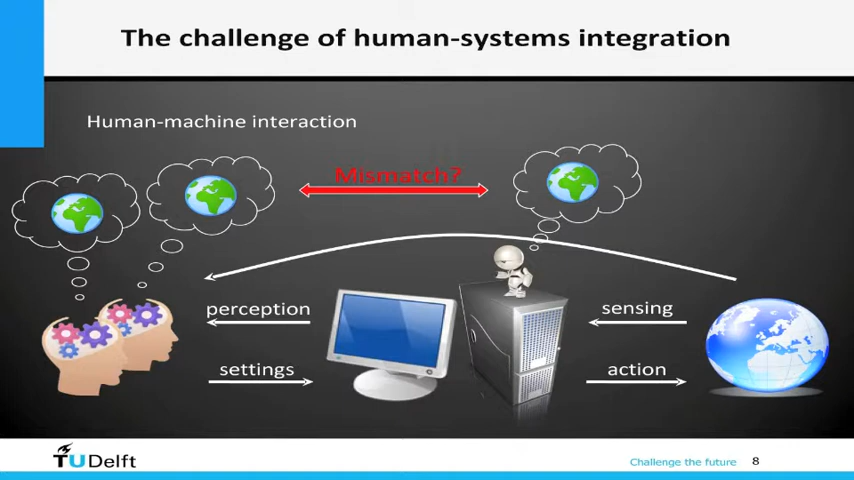 The challenge of human-systems integration
Human-machine interaction
Mismatch?
perception
sensing
settings
action
TUDelft
Challenge the future 8